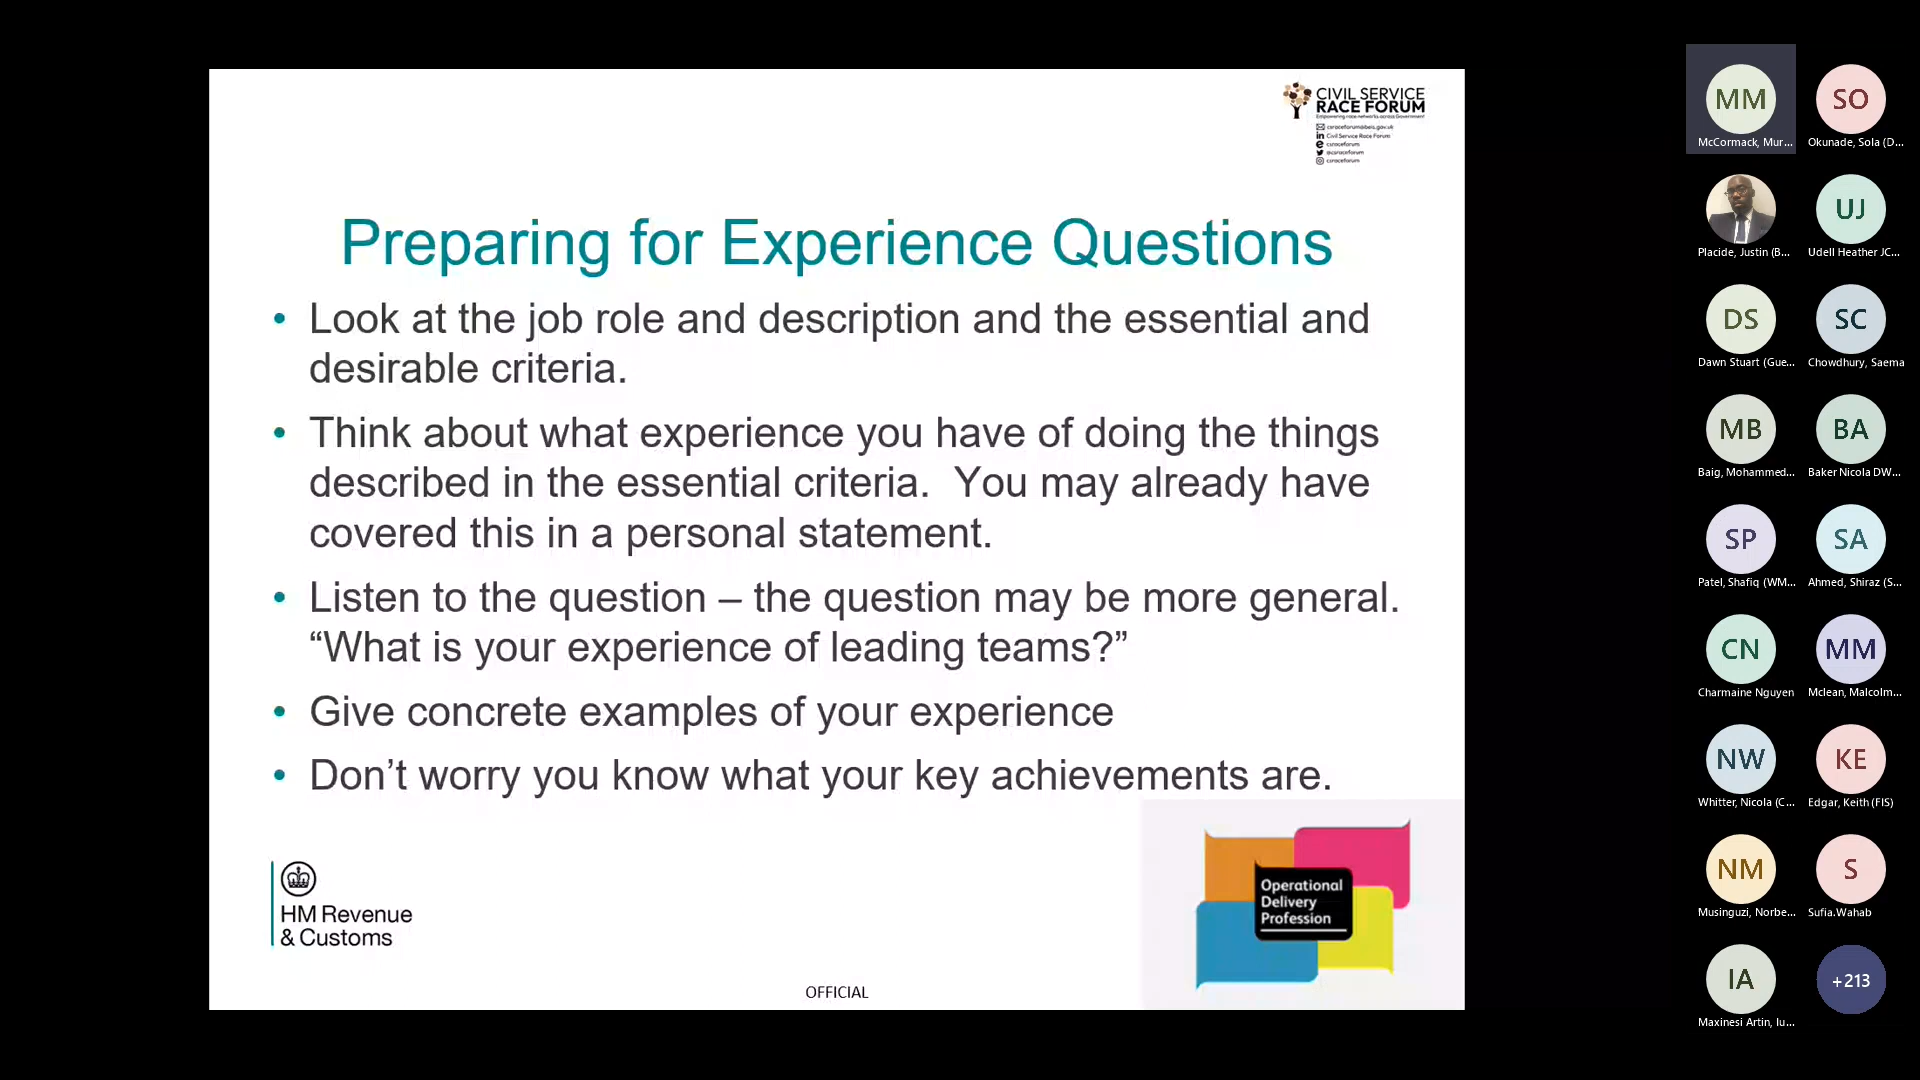 CIVIL SERVICE
RACE FORUM
Empowering race networks across Government
csraceforum@beis.gov.uk
Civil Service Race Forum
csraceforum
@csraceforum
csraceforum
Preparing for Experience Questions
• Look at the job role and description and the essential and
desirable criteria.
• Think about what experience you have of doing the things
described in the essential criteria.  You may already have
covered this in a personal statement.
• Listen to the question – the question may be more general.
“What is your experience of leading teams?”
• Give concrete examples of your experience
• Don’t worry you know what your key achievements are.
HM Revenue
& Customs
Operational
Delivery
Profession
OFFICIAL
MM
SO
McCormack, Mur...
Okunade, Sola (D...
UJ
Placide, Justin (B...
Udell Heather JC...
DS
SC
Dawn Stuart (Gue...
Chowdhury, Saema
MB
BA
Baig, Mohammed...
Baker Nicola DW...
SP
SA
Patel, Shafiq (WM...
Ahmed, Shiraz (S...
CN
MM
Charmaine Nguyen
Mclean, Malcolm...
NW
KE
Whitter, Nicola (C...
Edgar, Keith (FIS)
NM
S
Musinguzi, Norbe...
Sufia.Wahab
IA
+213
Maxinesi Artin, Iu...